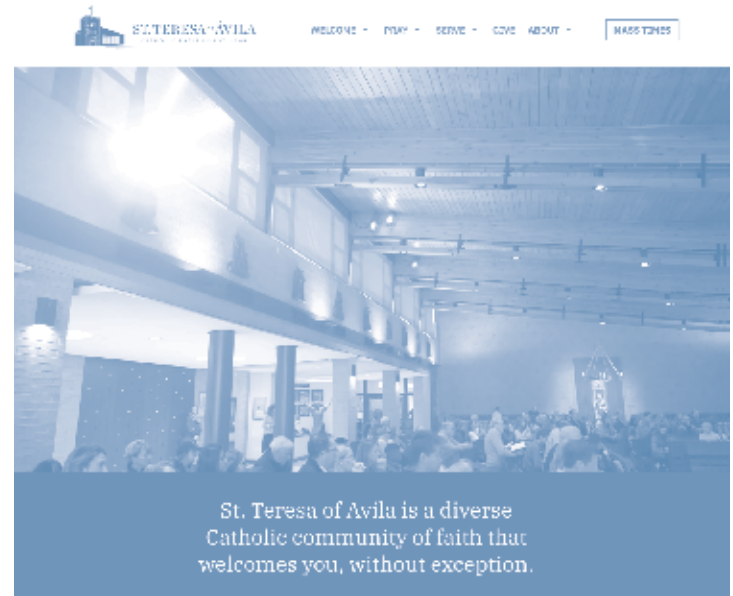 ST. TERESA OF ÁVILA
WELCOME PRAY SERVE GIVE ABOUT MASS TIMES
St. Teresa of Avila is a diverse
Catholic community of faith that
welcomes you, without exception.